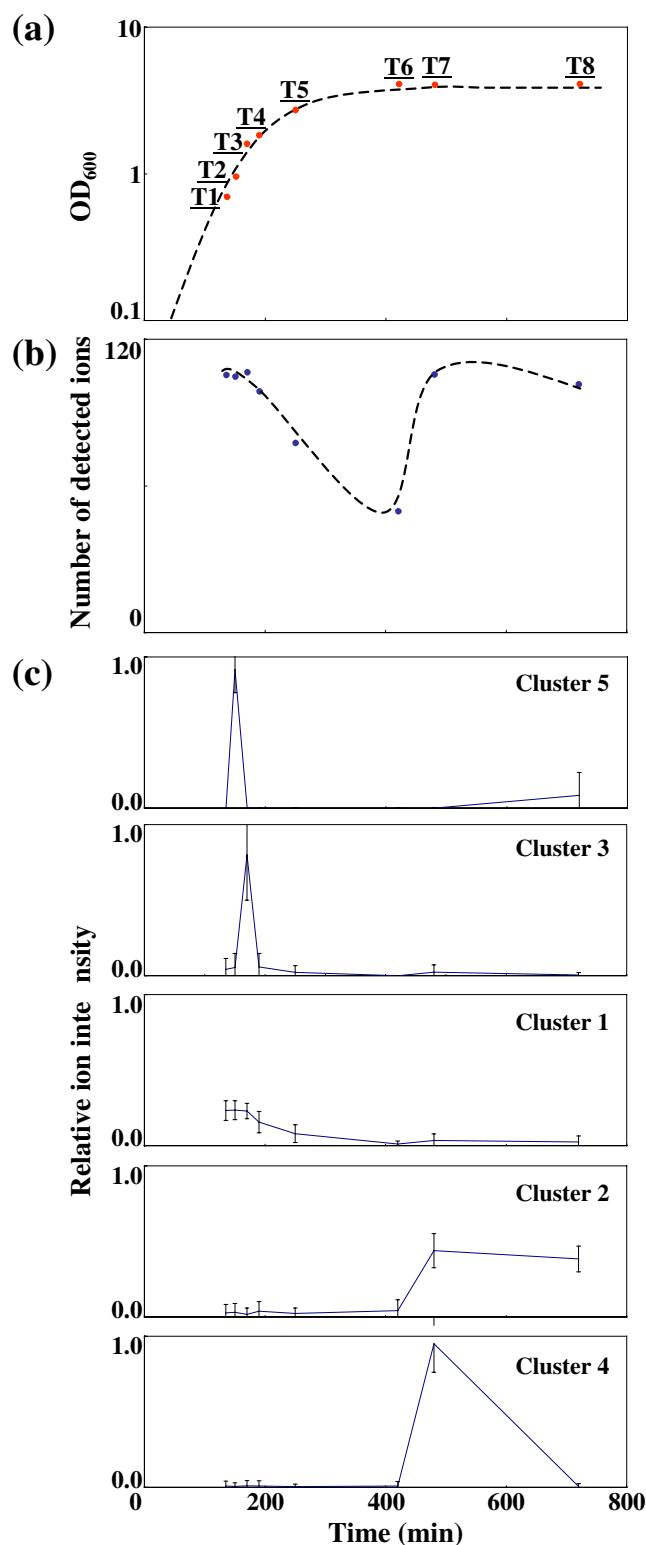 (a)
10
1
0.1
OD600
T1
T2
T3
T4
T5
T6
T7
T8
(b)
120
0
Number of detected ions
(c)
Relative ion inte nsity
1.0
0.0
Cluster 5
1.0
0.0
Cluster 3
1.0
0.0
Cluster 1
1.0
0.0
Cluster 2
1.0
0.0
Cluster 4
0 200 400 600 800
Time (min)